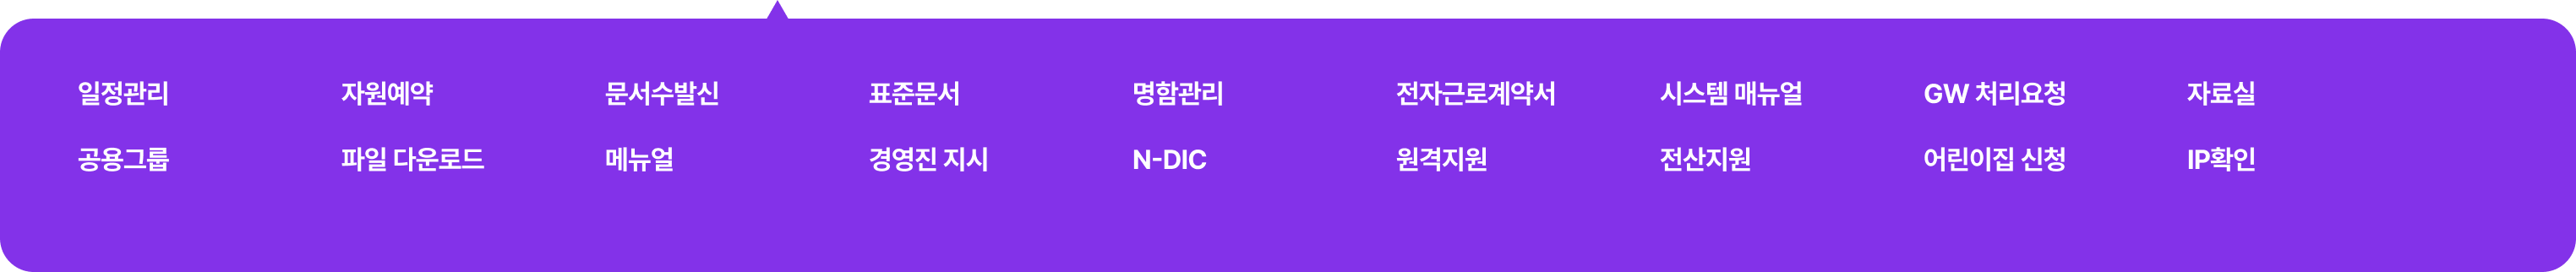 일정관리 자원예약 문서수발신 표준문서 명함관리 전자근로계약서 시스템 매뉴얼 GW 처리요청 자료실
공용그룹 파일 다운로드 메뉴얼 경영진 지시 N-DIC 원격지원 전산지원 어린이집 신청 IP확인